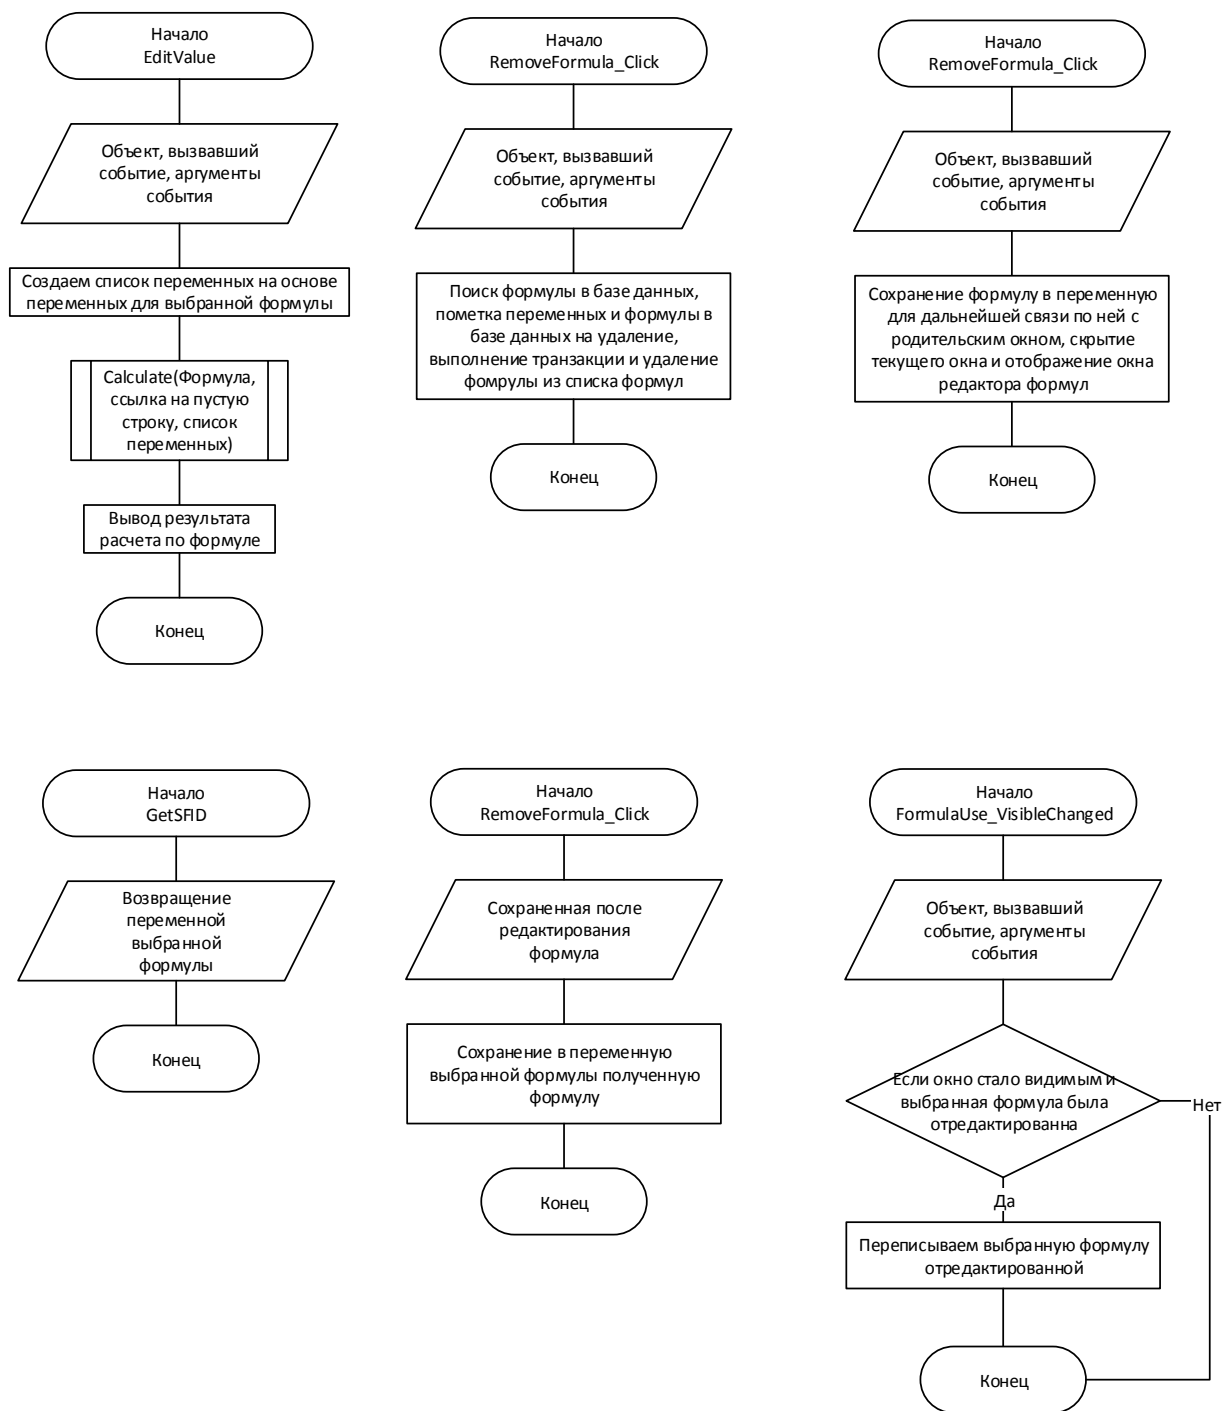 Начало
EditValue
Объект, вызвавший
событие, аргументы
события
Создаем список переменных на основе
переменных для выбранной формулы
Calculate(Формула,
ссылка на пустую
строку, список
переменных)
Вывод результата
расчета по формуле
Конец
Начало
RemoveFormula_Click
Объект, вызвавший
событие, аргументы
события
Поиск формулы в базе данных,
пометка переменных и формулы в
базе данных на удаление,
выполнение транзакции и удаление
фомрулы из списка формул
Конец
Начало
RemoveFormula_Click
Объект, вызвавший
событие, аргументы
события
Сохранение формулу в переменную
для дальнейшей связи по ней с
родительским окном, скрытие
текущего окна и отображение окна
редактора формул
Конец
Начало
GetSFID
Возвращение
переменной
выбранной
формулы
Конец
Начало
RemoveFormula_Click
Сохраненная после
редактирования
формула
Сохранение в переменную
выбранной формулы полученную
формулу
Конец
Начало
FormulaUse_VisibleChanged
Объект, вызвавший
событие, аргументы
события
Если окно стало видимым и
выбранная формула была
отредактированна
Нет
Да
Переписываем выбранную формулу
отредактированной
Конец